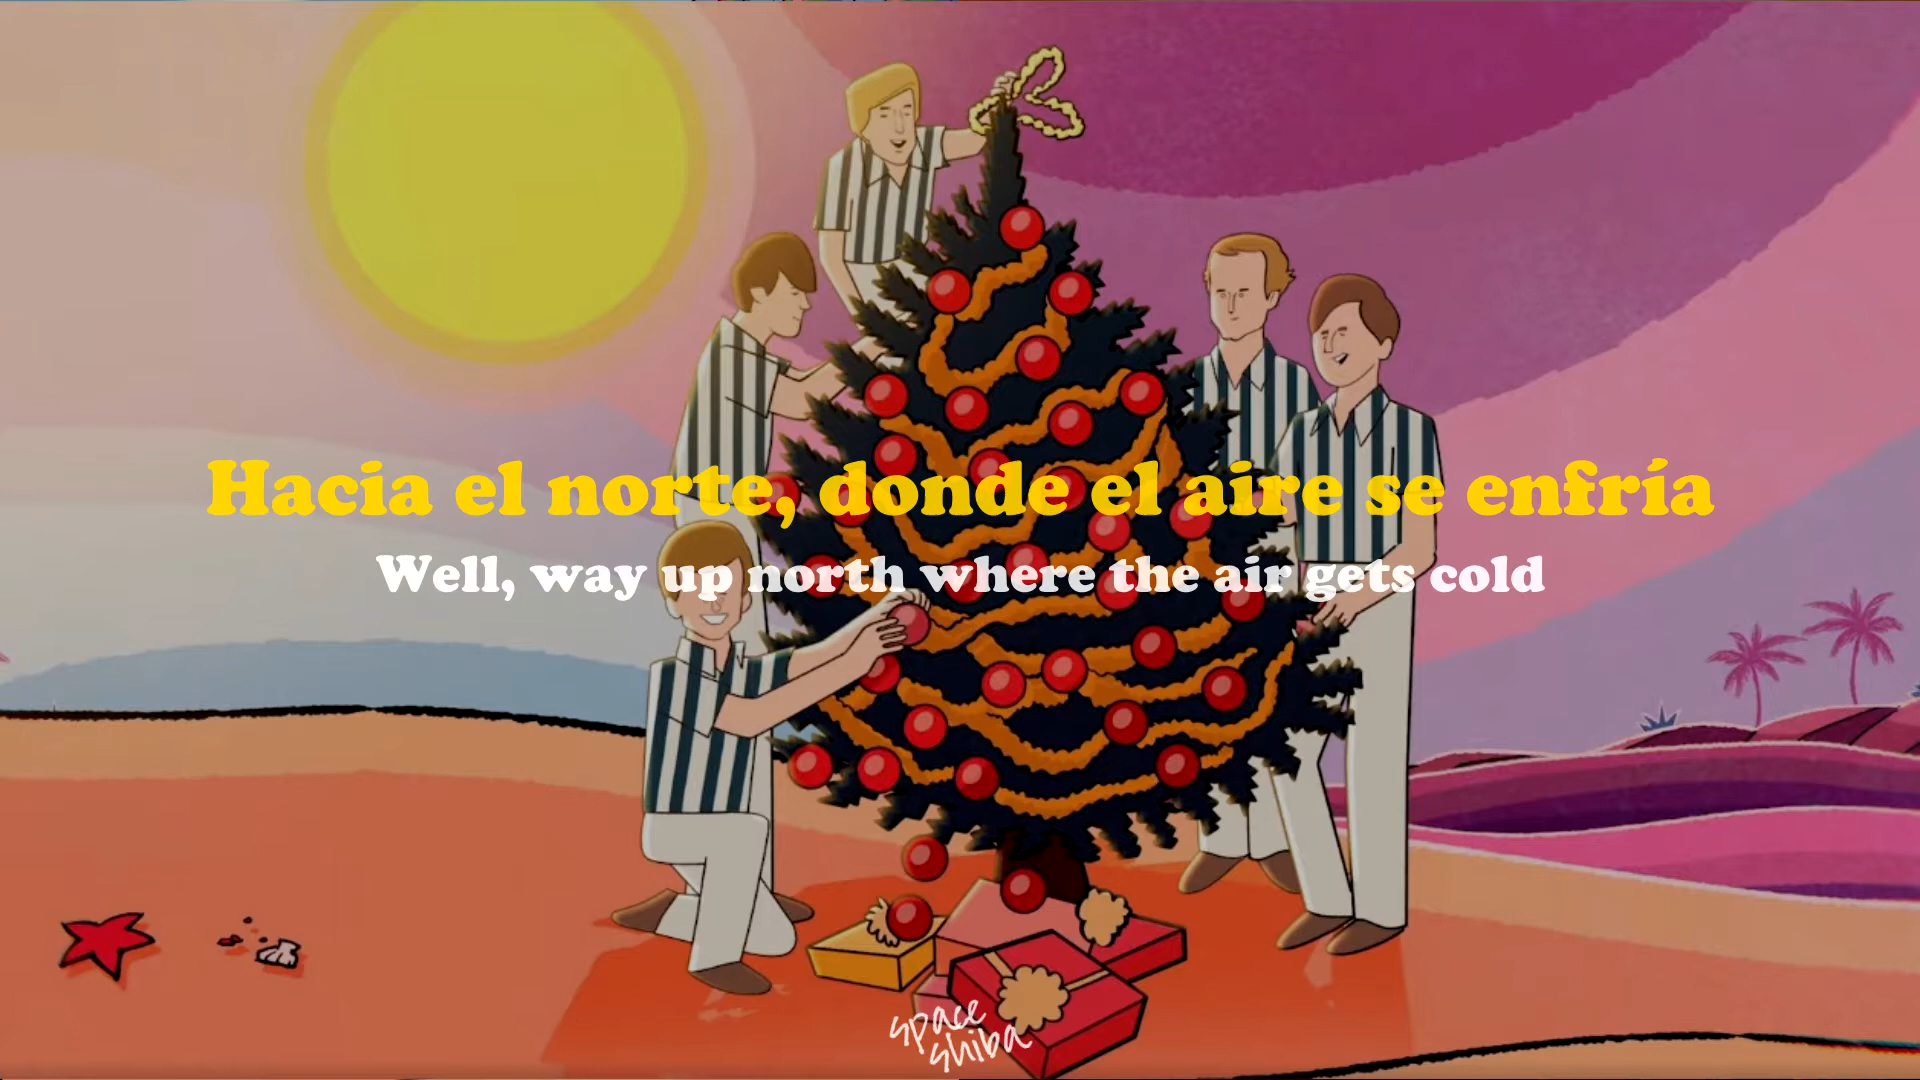 Hacia el norte, donde el aire se enfría
Well, way up north where the air gets cold
space
shiba